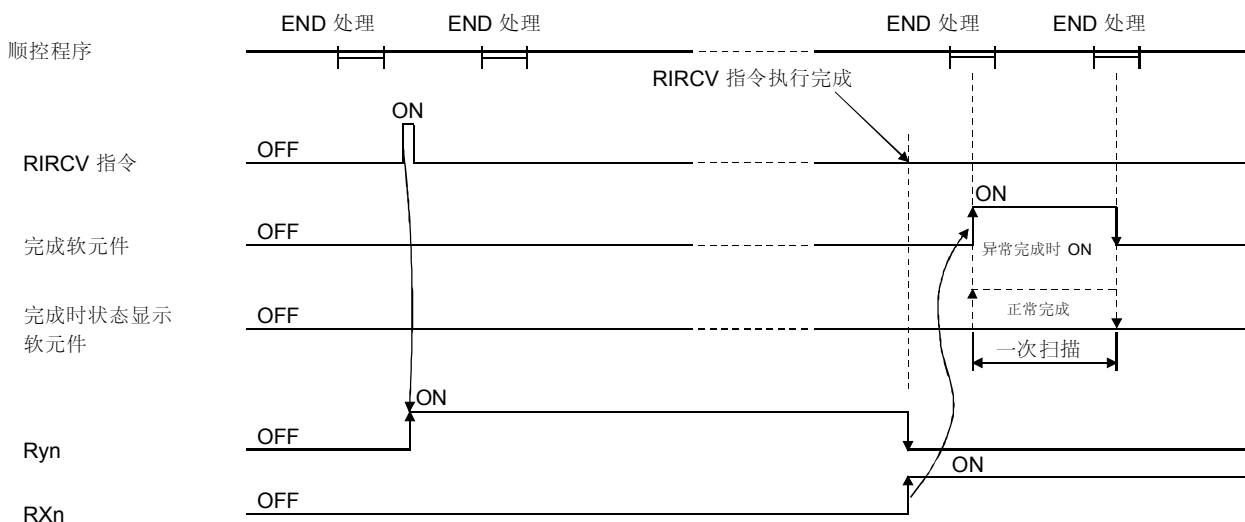 END 处理
END 处理
END 处理
END 处理
顺控程序
RIRCV 指令执行完成
ON
OFF
RIRCV 指令
ON
OFF
完成软元件
异常完成时 ON
完成时状态显示
软元件
OFF
正常完成
一次扫描
ON
OFF
Ryn
ON
OFF
RXn